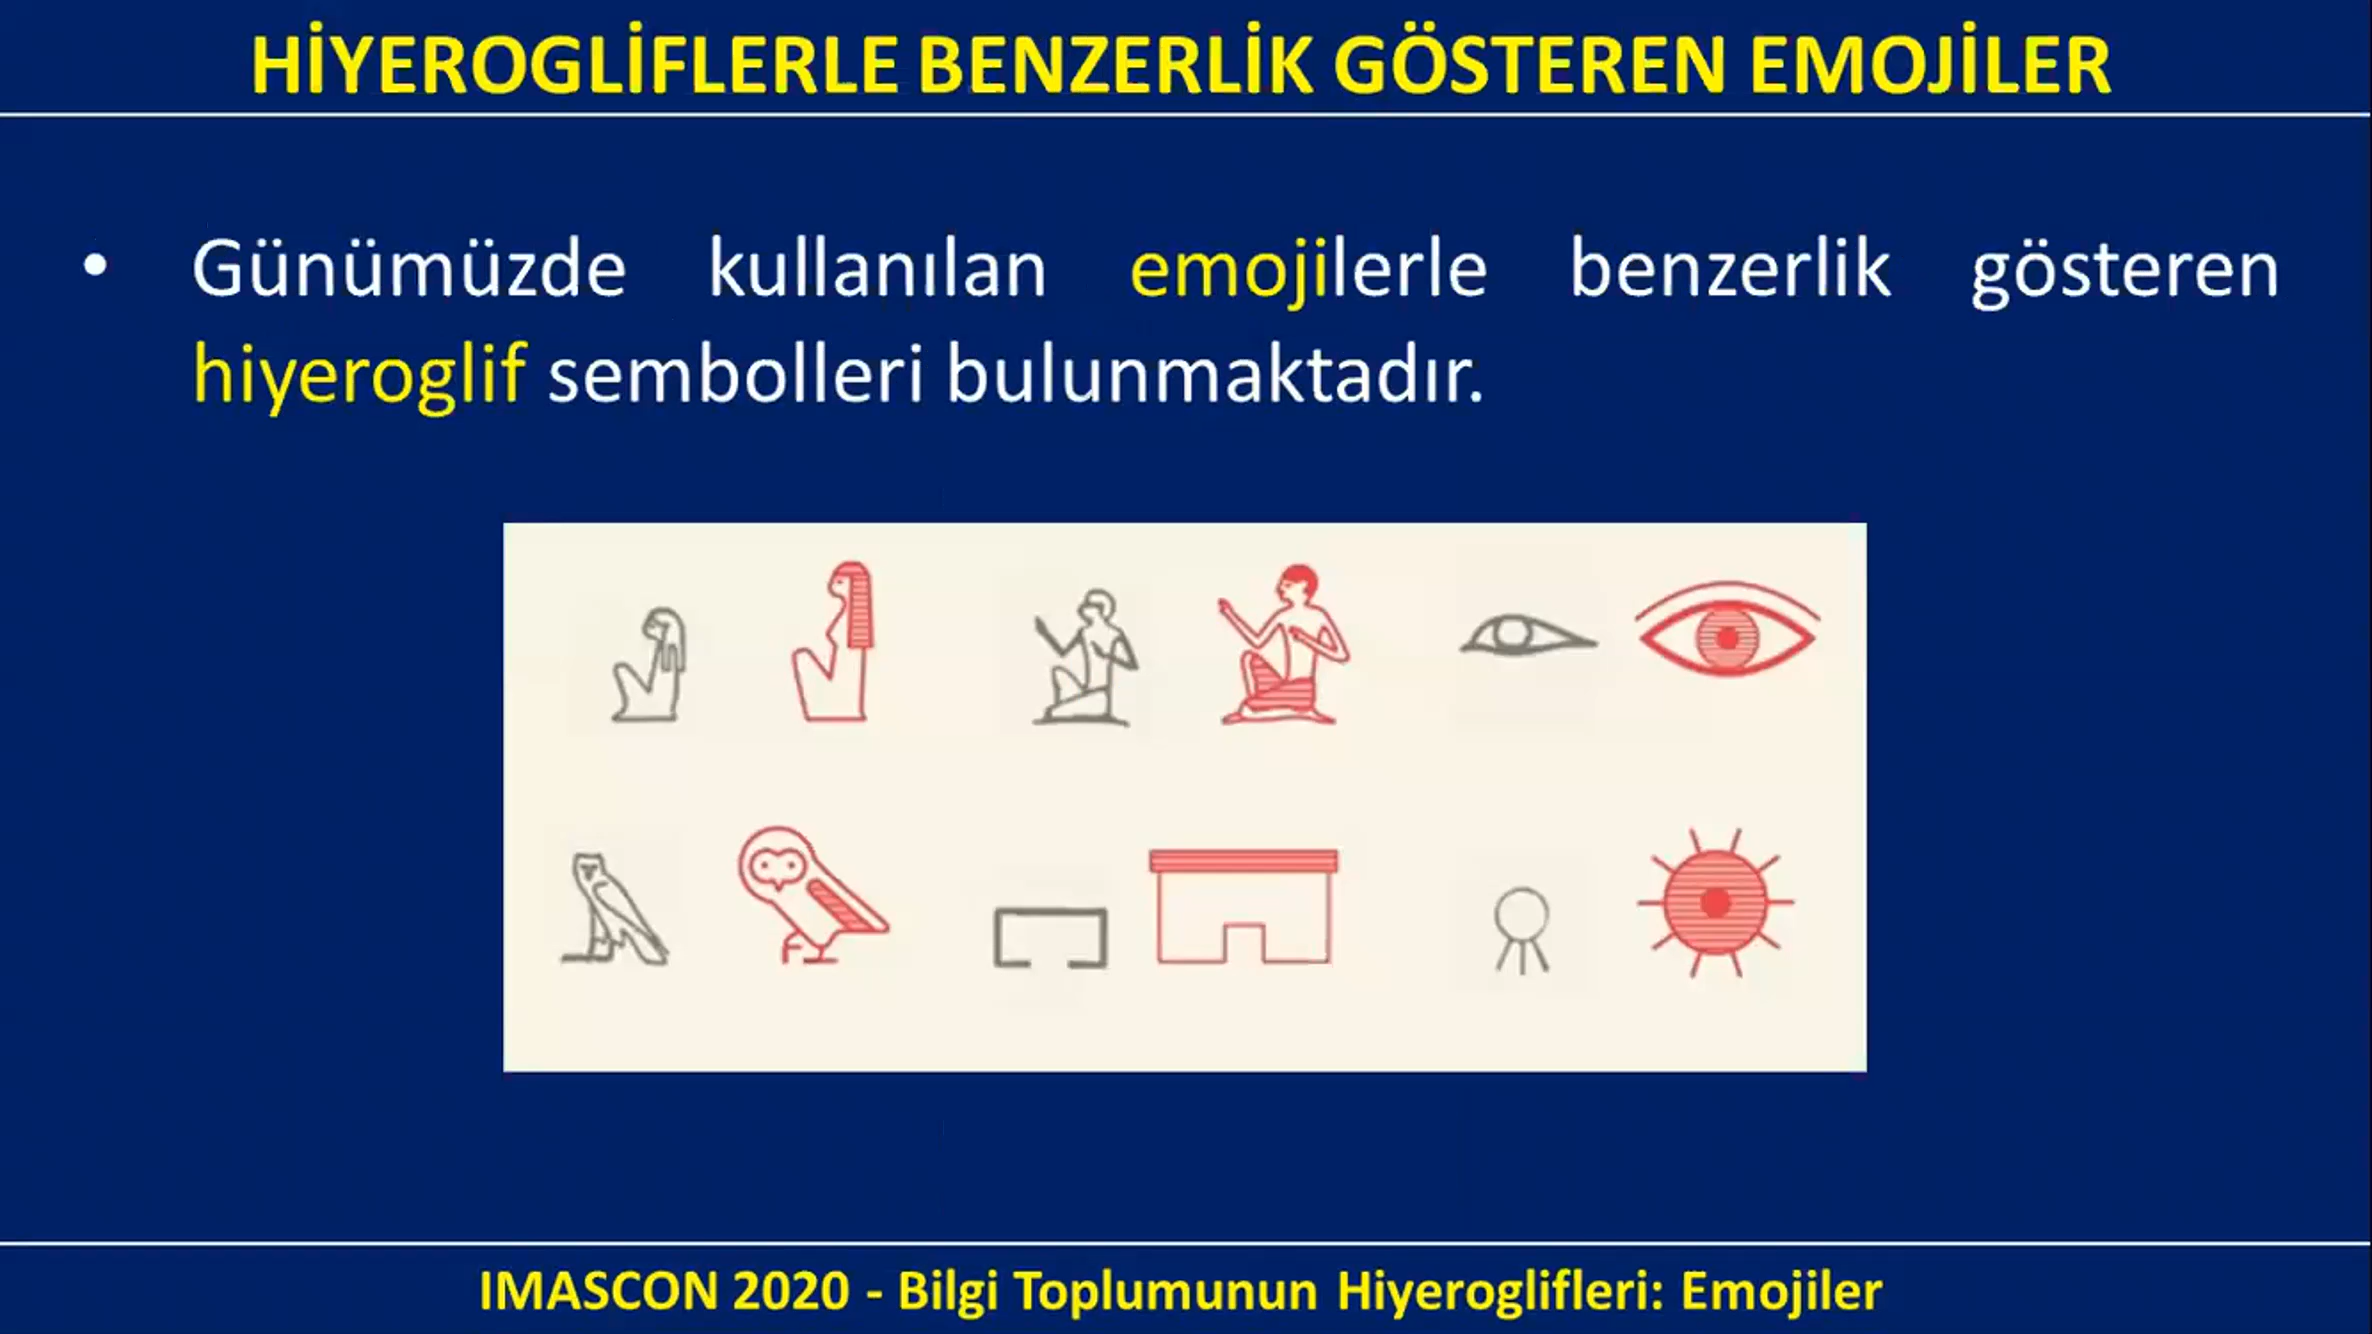 HİYEROGLİFLERLE BENZERLİK GÖSTEREN EMOJİLER
• Günümüzde kullanılan emojilerle benzerlik gösteren
hiyeroglif sembolleri bulunmaktadır.
IMASCON 2020 - Bilgi Toplumunun Hiyeroglifleri: Emojiler